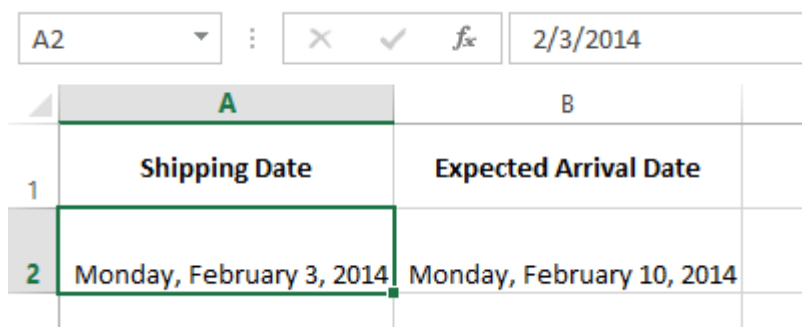 A2 fx 2/3/2014
A B
1 Shipping Date Expected Arrival Date
2 Monday, February 3, 2014 Monday, February 10, 2014